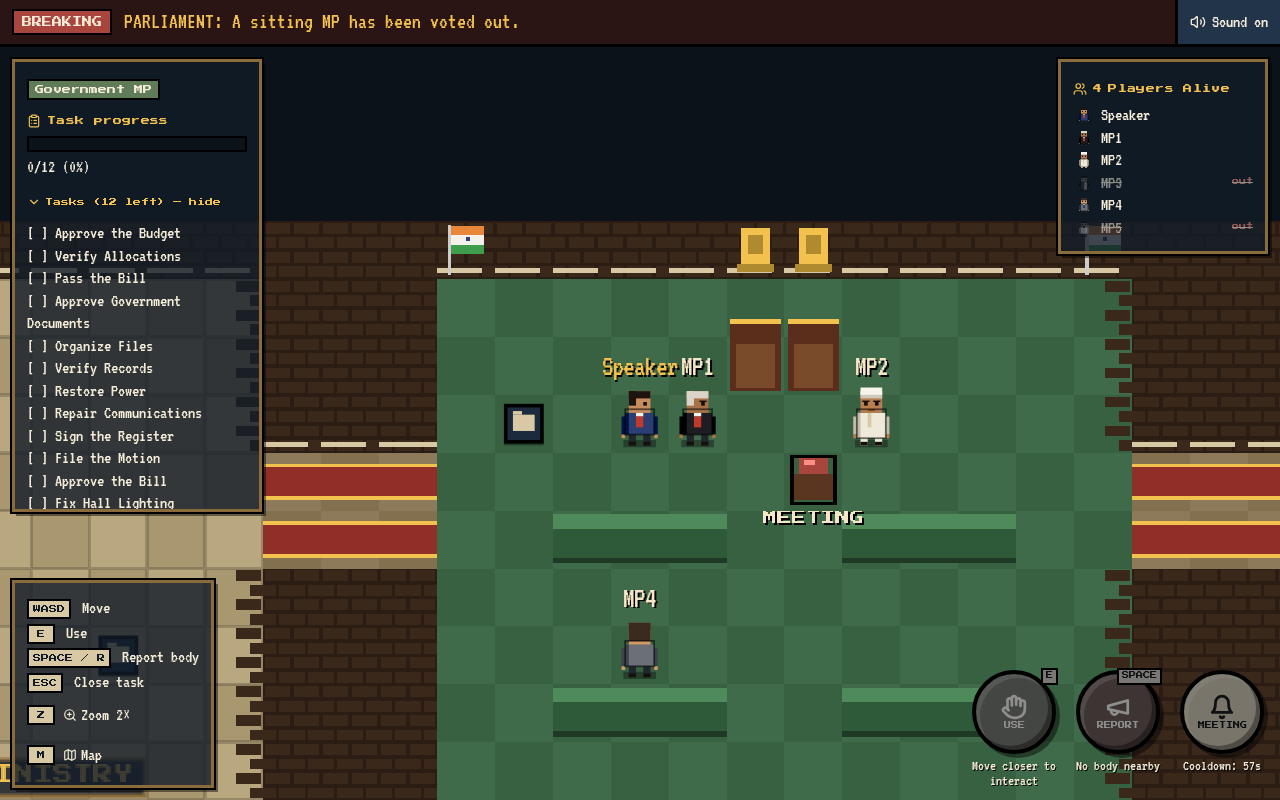 BREAKING PARLIAMENT: A sitting MP has been voted out.
Sound on
Government MP
Task progress
0/12 (0%)
Tasks (12 left) — hide
[ ] Approve the Budget
[ ] Verify Allocations
[ ] Pass the Bill
[ ] Approve Government
Documents
[ ] Organize Files
[ ] Verify Records
[ ] Restore Power
[ ] Repair Communications
[ ] Sign the Register
[ ] File the Motion
[ ] Approve the Bill
[ ] Fix Hall Lighting
4 Players Alive
Speaker
MP1
MP2
MP3 out
MP4
MP5 out
Speaker MP1 MP2
MEETING
MP4
WASD Move
E Use
SPACE / R Report body
ESC Close task
Z Zoom 2X
M Map
INISTRY
E
USE
Move closer to
interact
SPACE
REPORT
No body nearby
MEETING
Cooldown: 57s